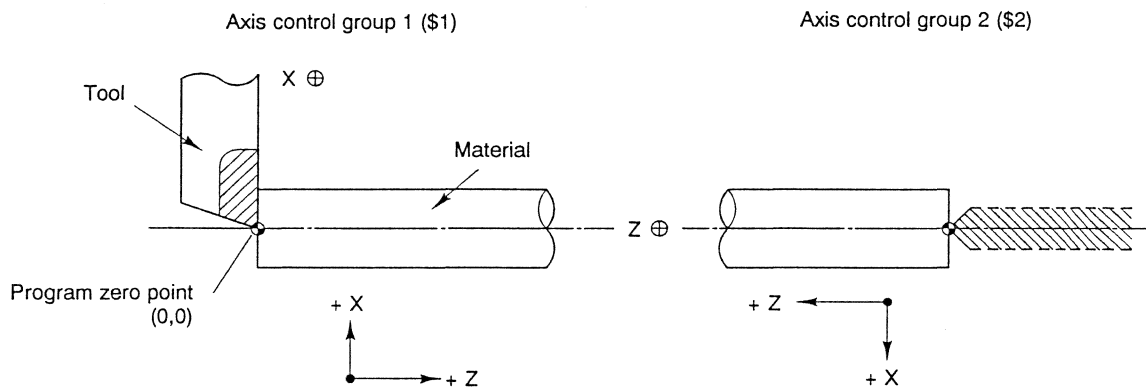 Axis control group 1 ($1)
Axis control group 2 ($2)
X ⊕
Tool
Material
Z ⊕
Program zero point
(0,0)
+ X
+ Z
+ Z
+ X